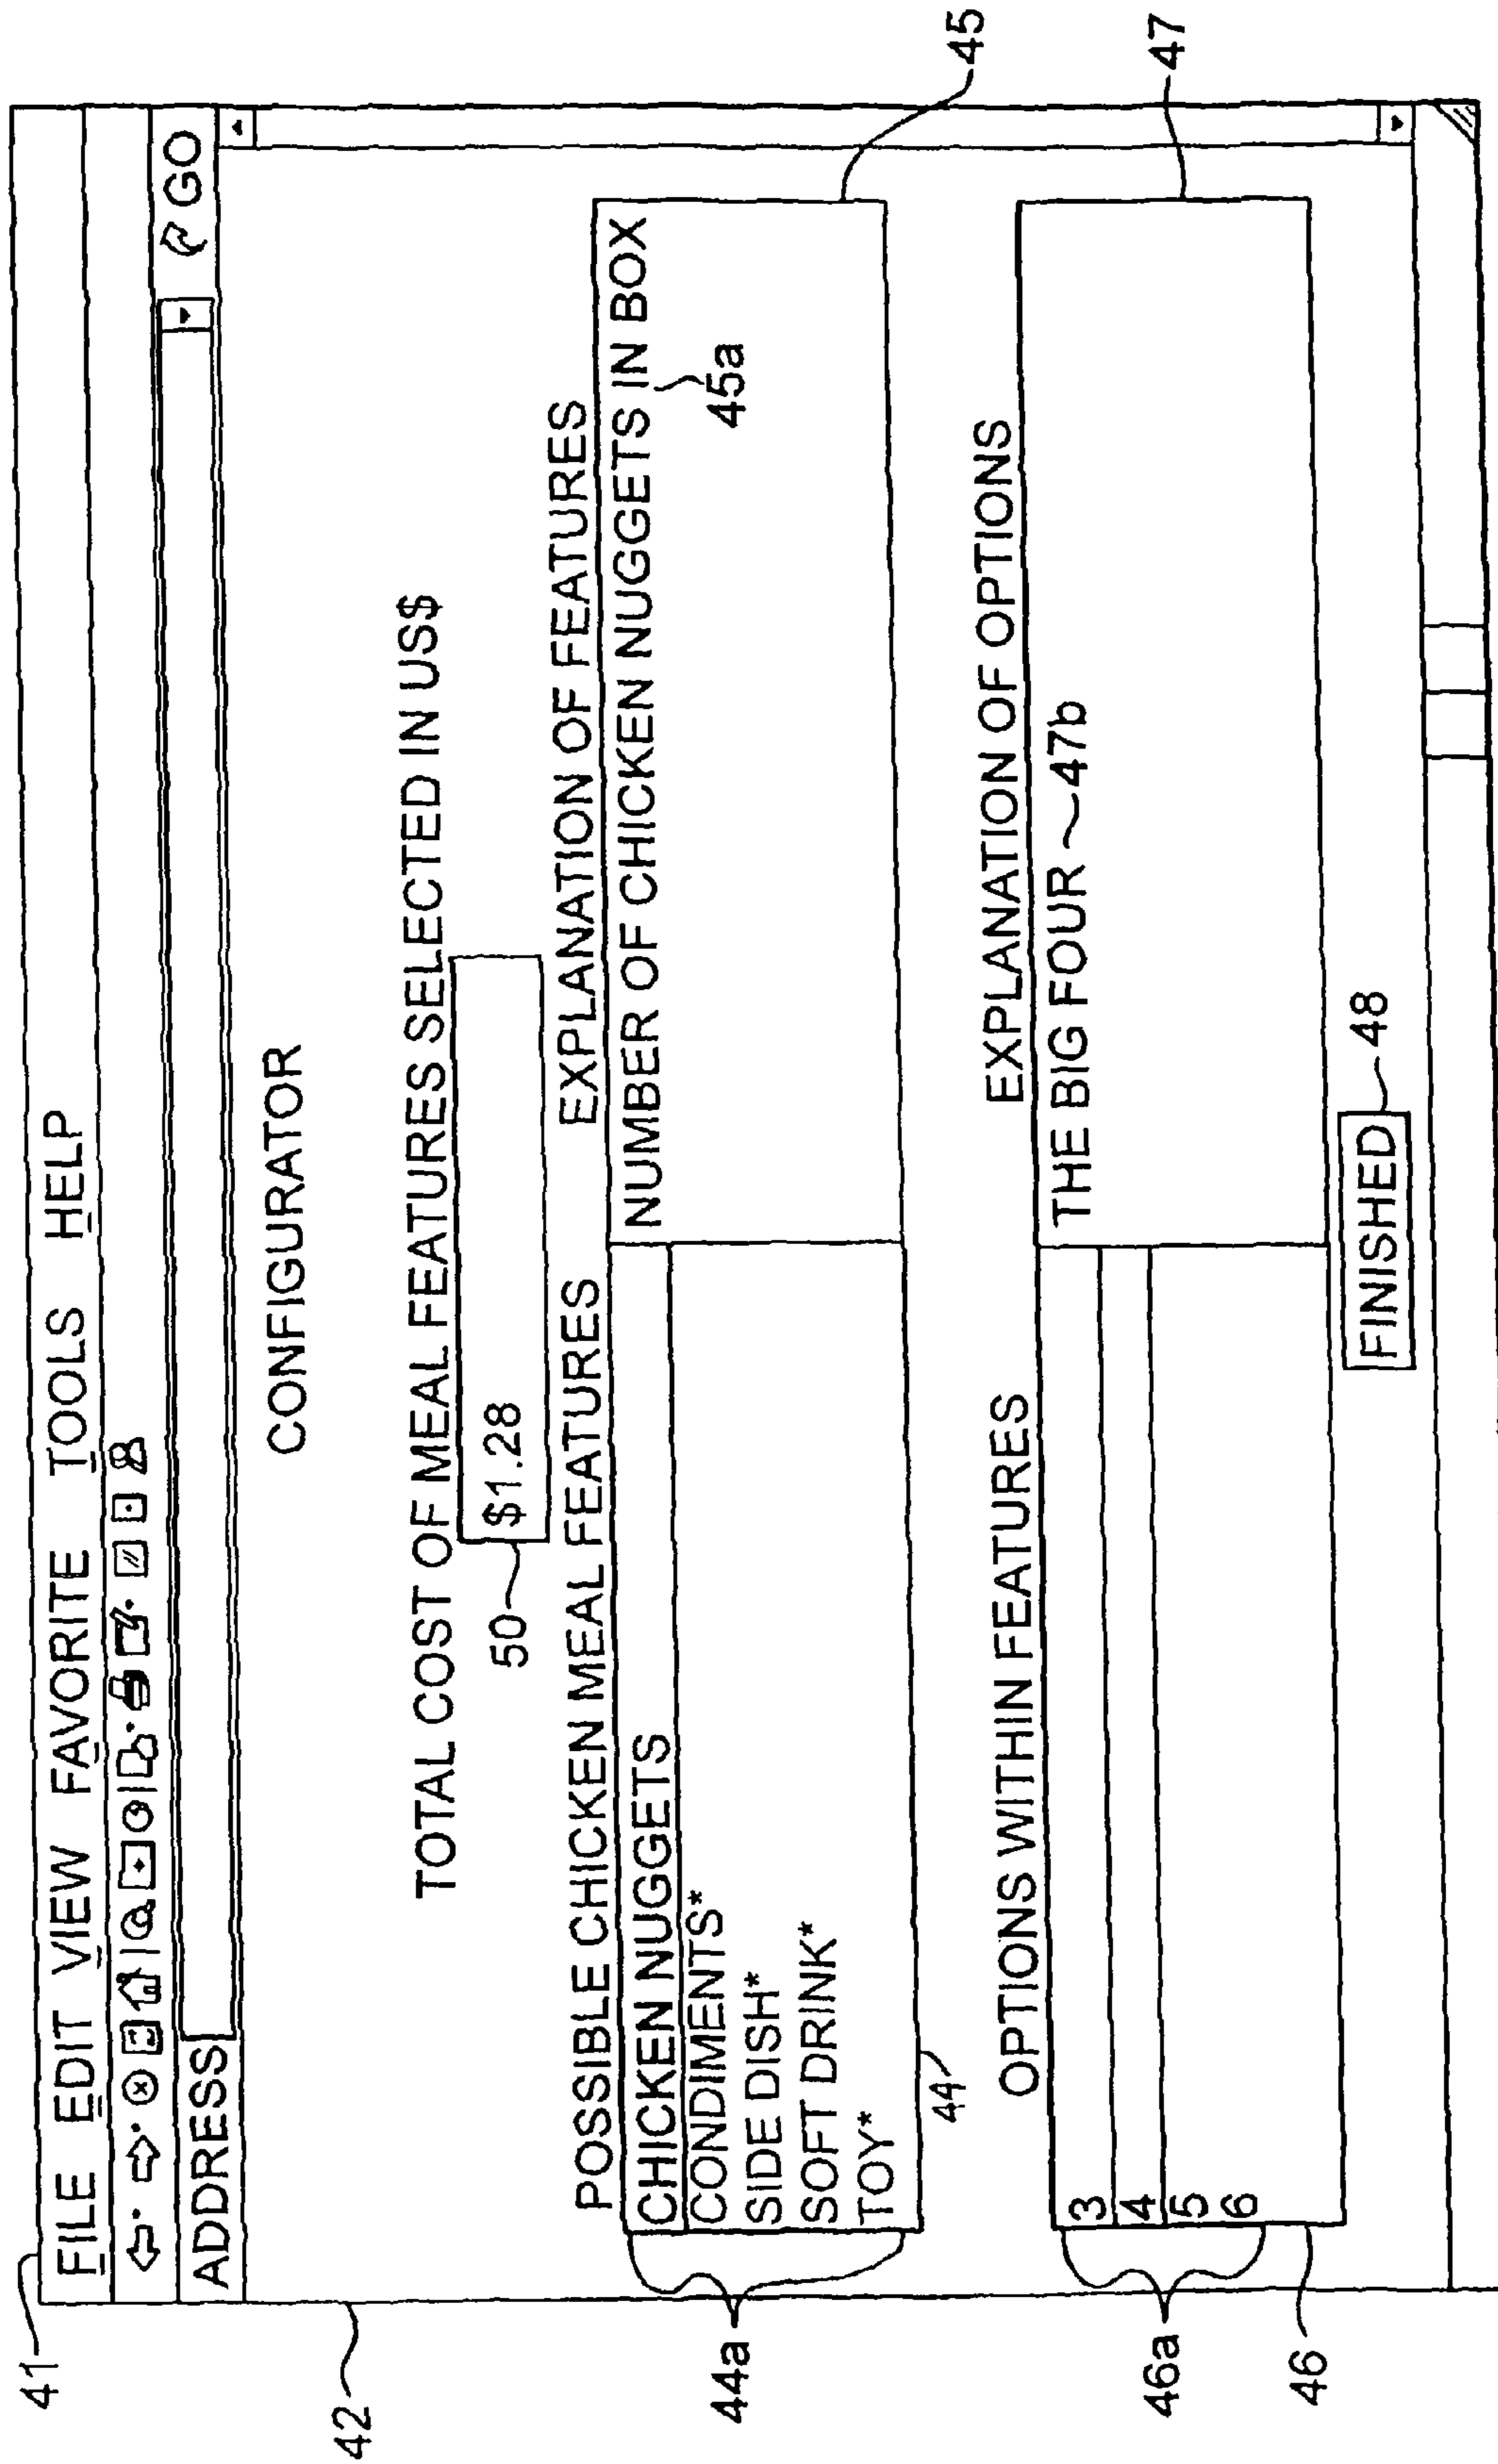 41
FILE EDIT VIEW FAVORITE TOOLS HELP
ADDRESS
GO
42
CONFIGURATOR
TOTAL COST OF MEAL FEATURES SELECTED IN US$
50
$1.28
POSSIBLE CHICKEN MEAL FEATURES
EXPLANATION OF FEATURES
CHICKEN NUGGETS
CONDIMENTS*
SIDE DISH*
SOFT DRINK*
TOY*
44a
44
NUMBER OF CHICKEN NUGGETS IN BOX
45a
45
OPTIONS WITHIN FEATURES
EXPLANATION OF OPTIONS
3
4
5
6
46a
46
THE BIG FOUR 47b
47
FINISHED 48